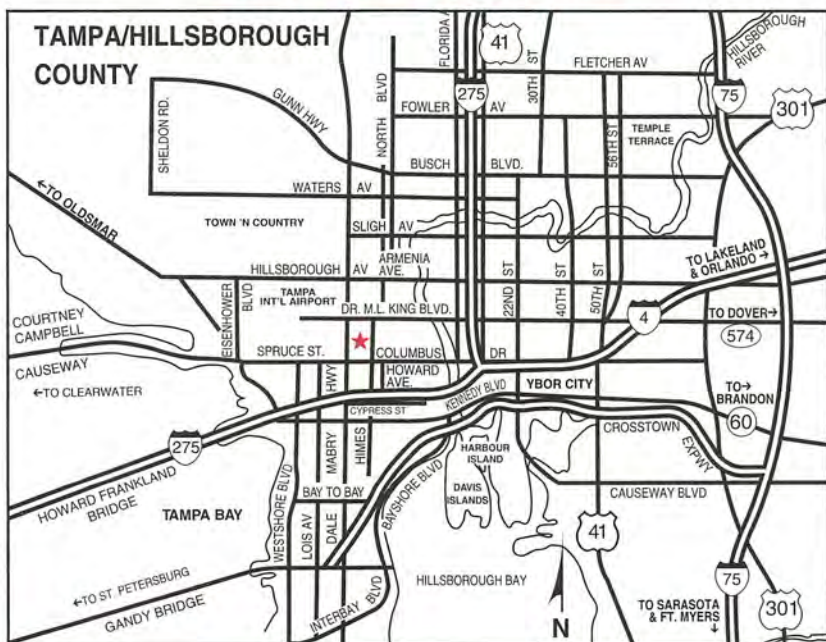 TAMPA/HILLSBOROUGH
COUNTY
FLORIDA A
41
30TH ST
FLETCHER AV
HILLSBOROUGH
RIVER
SHELDON RD.
GUNN HWY
NORTH BLVD
275
FOWLER AV
75
301
56TH ST
TEMPLE
TERRACE
BUSCH BLVD.
WATERS AV
←TO OLDSMAR
TOWN 'N COUNTRY
SLIGH AV
ARMENIA
AVE.
HILLSBOROUGH AV
TO LAKELAND
& ORLANDO→
TAMPA
INT'L AIRPORT
EISENHOWER
BLVD
22ND ST
40TH ST
50TH ST
DR. M.L. KING BLVD.
4
TO DOVER→
574
COURTNEY
CAMPBELL
CAUSEWAY
SPRUCE ST.
COLUMBUS DR
←TO CLEARWATER
HOWARD
AVE.
KENNEDY BLVD
YBOR CITY
TO→
BRANDON
60
CYPRESS ST
CROSSTOWN
EXPWY
275
HOWARD FRANKLAND
BRIDGE
DALE MABRY HWY
HIMES
HARBOUR
ISLAND
DAVIS
ISLANDS
BAY TO BAY
BAYSHORE BLVD
CAUSEWAY BLVD
TAMPA BAY
WESTSHORE BLVD
LOIS AV
41
←TO ST. PETERSBURG
GANDY BRIDGE
INTERBAY BLVD
HILLSBOROUGH BAY
N
75
TO SARASOTA
& FT. MYERS
↓
301